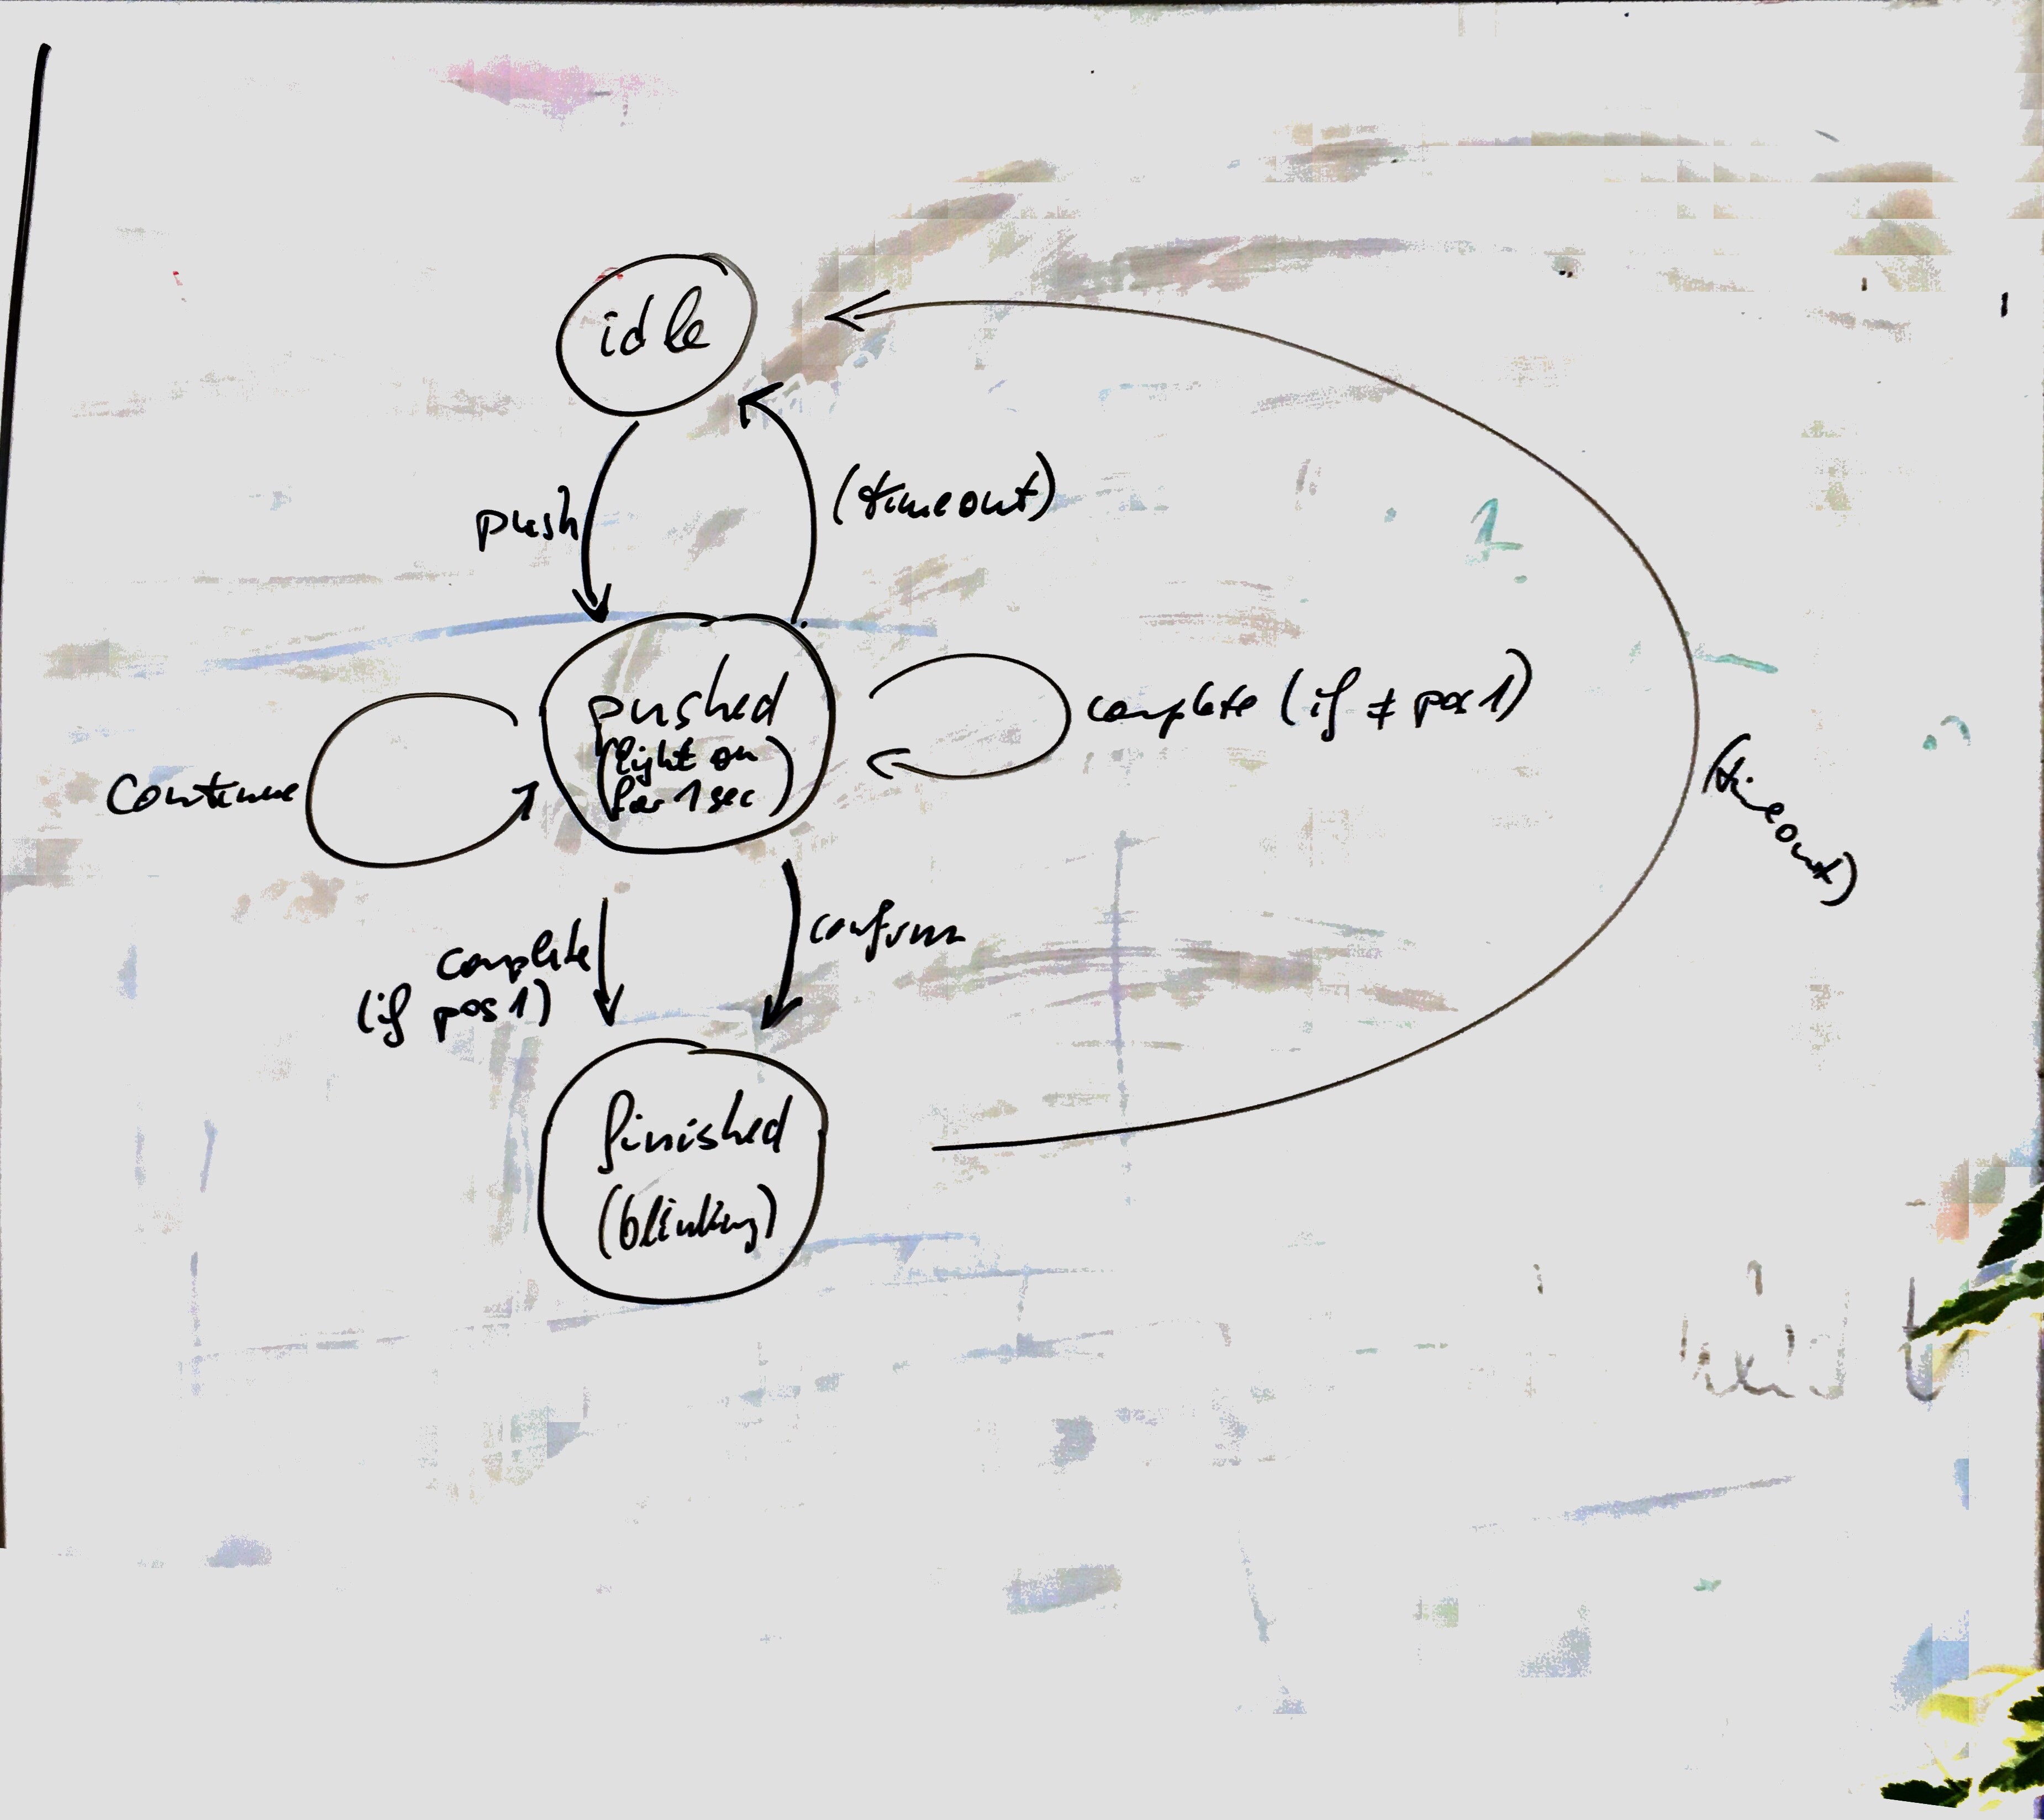 idle
push
(timeout)
pushed
(light on
for 1 sec)
complete (if ≠ pos 1)
continue
(timeout)
complete
(if pos 1)
confirm
finished
(blinking)
1